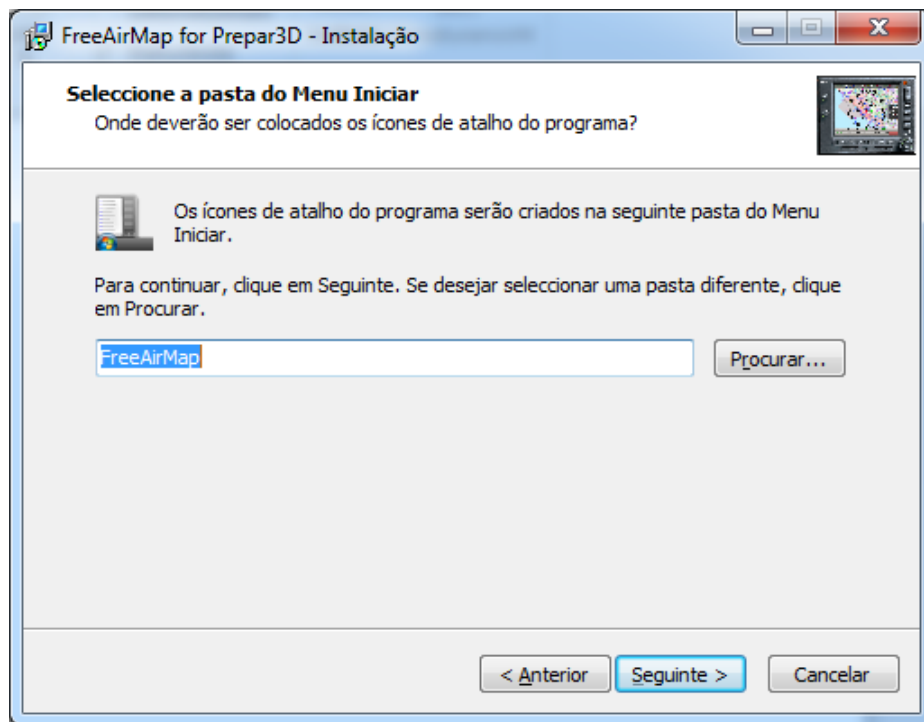 FreeAirMap for Prepar3D - Instalação
Seleccione a pasta do Menu Iniciar
Onde deverão ser colocados os ícones de atalho do programa?
Os ícones de atalho do programa serão criados na seguinte pasta do Menu
Iniciar.
Para continuar, clique em Seguinte. Se desejar seleccionar uma pasta diferente, clique
em Procurar.
FreeAirMap
Procurar...
< Anterior
Seguinte >
Cancelar